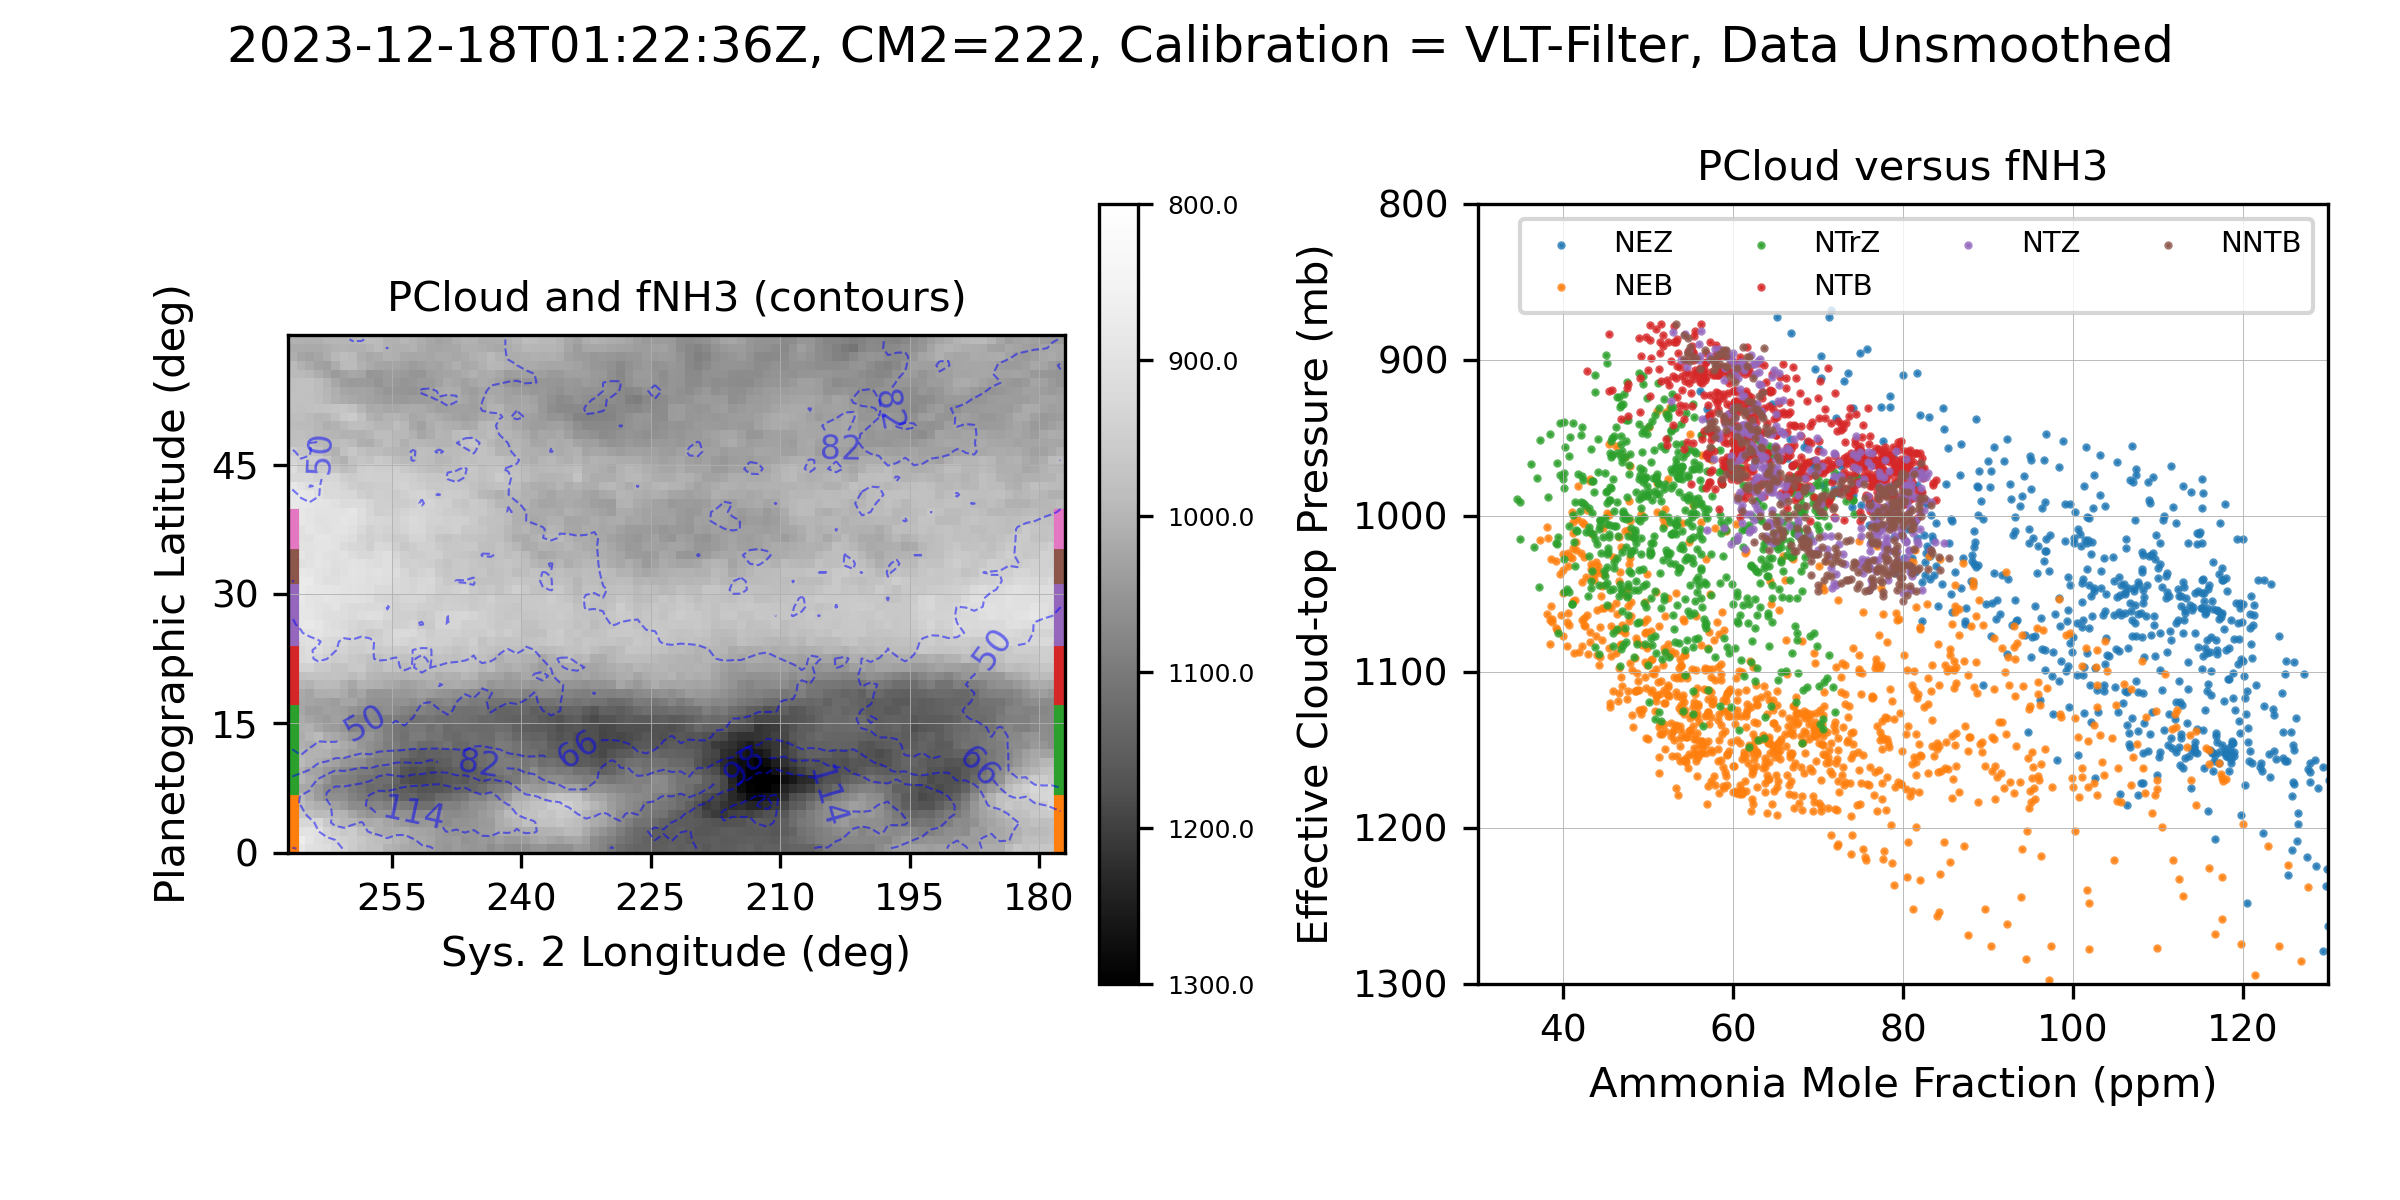 2023-12-18T01:22:36Z, CM2=222, Calibration = VLT-Filter, Data Unsmoothed
PCloud and fNH3 (contours)
Planetographic Latitude (deg)
45
30
15
0
255
240
225
210
195
180
Sys. 2 Longitude (deg)
50
82
82
50
50
66
82
98
114
114
66
800.0
900.0
1000.0
1100.0
1200.0
1300.0
PCloud versus fNH3
Effective Cloud-top Pressure (mb)
800
900
1000
1100
1200
1300
NEZ
NEB
NTrZ
NTB
NTZ
NNTB
40
60
80
100
120
Ammonia Mole Fraction (ppm)